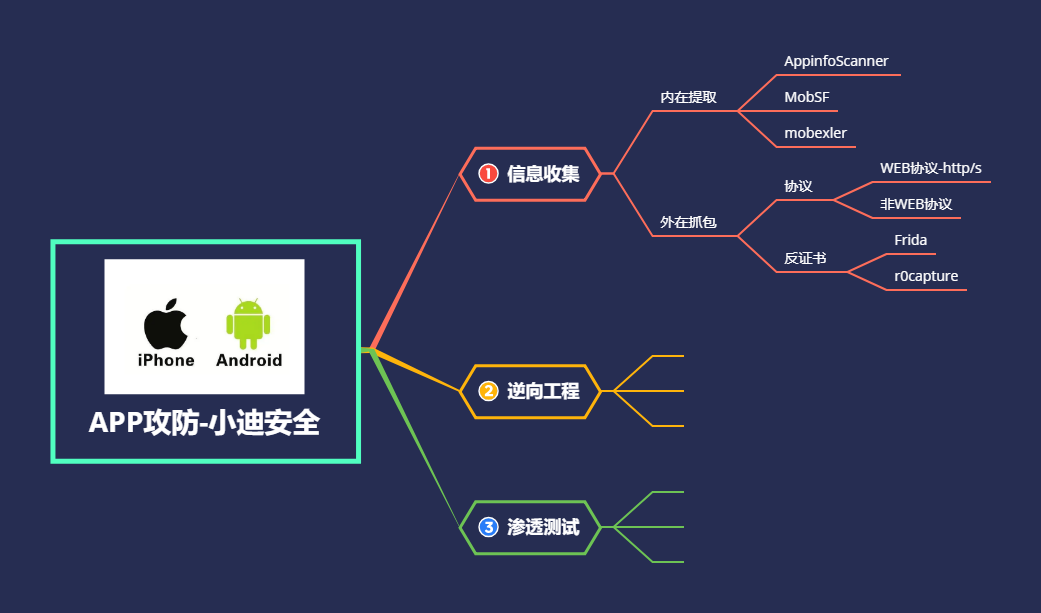 iPhone
Android
APP攻防-小迪安全
1 信息收集
内在提取
AppinfoScanner
MobSF
mobexler
外在抓包
协议
WEB协议-http/s
非WEB协议
反证书
Frida
r0capture
2 逆向工程
3 渗透测试